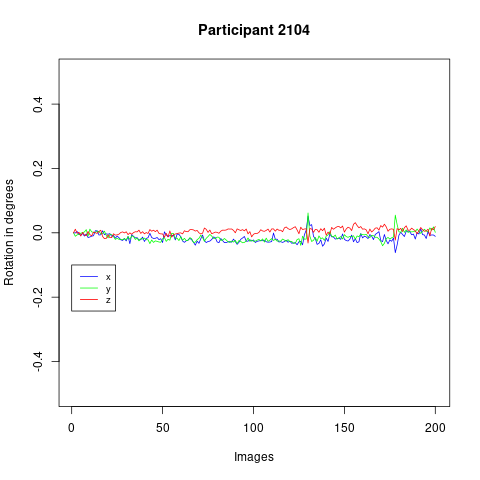 Participant 2104
Rotation in degrees
0.4
0.2
0.0
-0.2
-0.4
x
y
z
0 50 100 150 200
Images